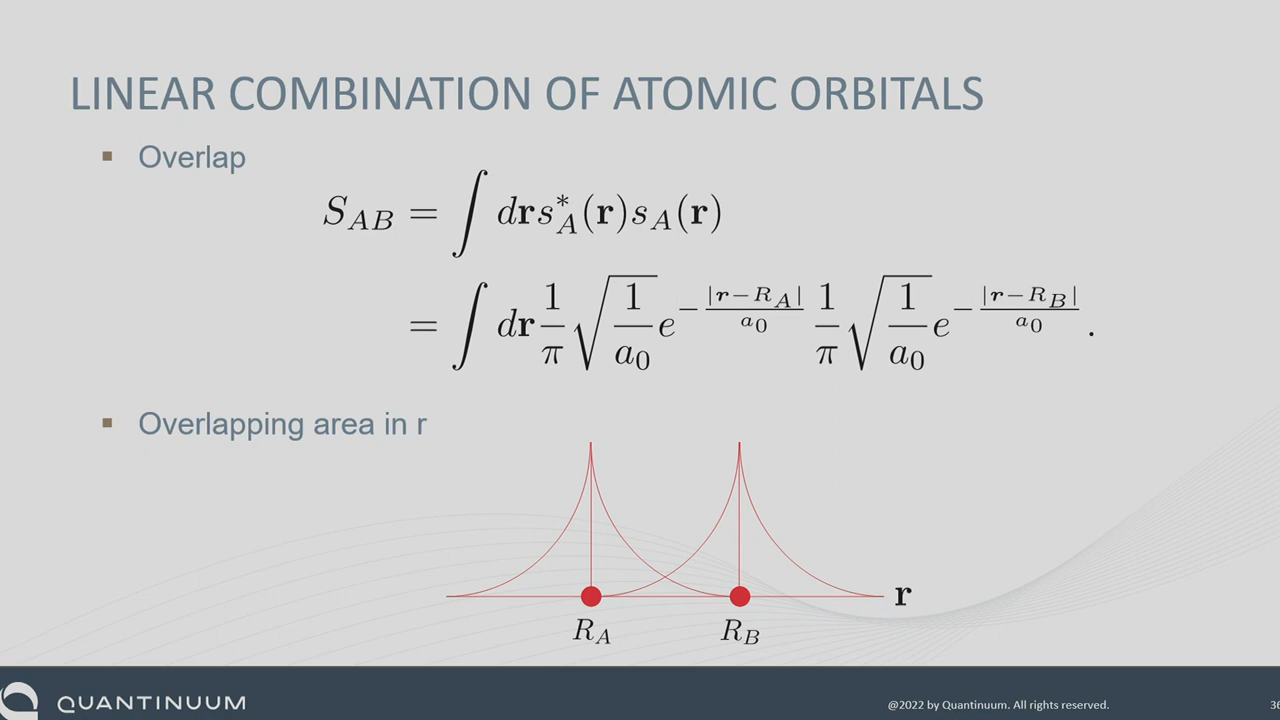 LINEAR COMBINATION OF ATOMIC ORBITALS
▪ Overlap
$S_{AB} = \int d\mathbf{r} s_A^*(\mathbf{r}) s_A(\mathbf{r})$
$= \int d\mathbf{r} \frac{1}{\pi} \sqrt{\frac{1}{a_0}} e^{-\frac{|\boldsymbol{r}-R_A|}{a_0}} \frac{1}{\pi} \sqrt{\frac{1}{a_0}} e^{-\frac{|\boldsymbol{r}-R_B|}{a_0}}.$
▪ Overlapping area in r
$\mathbf{r}$
$R_A$ $R_B$
QUANTINUUM
@2022 by Quantinuum. All rights reserved.